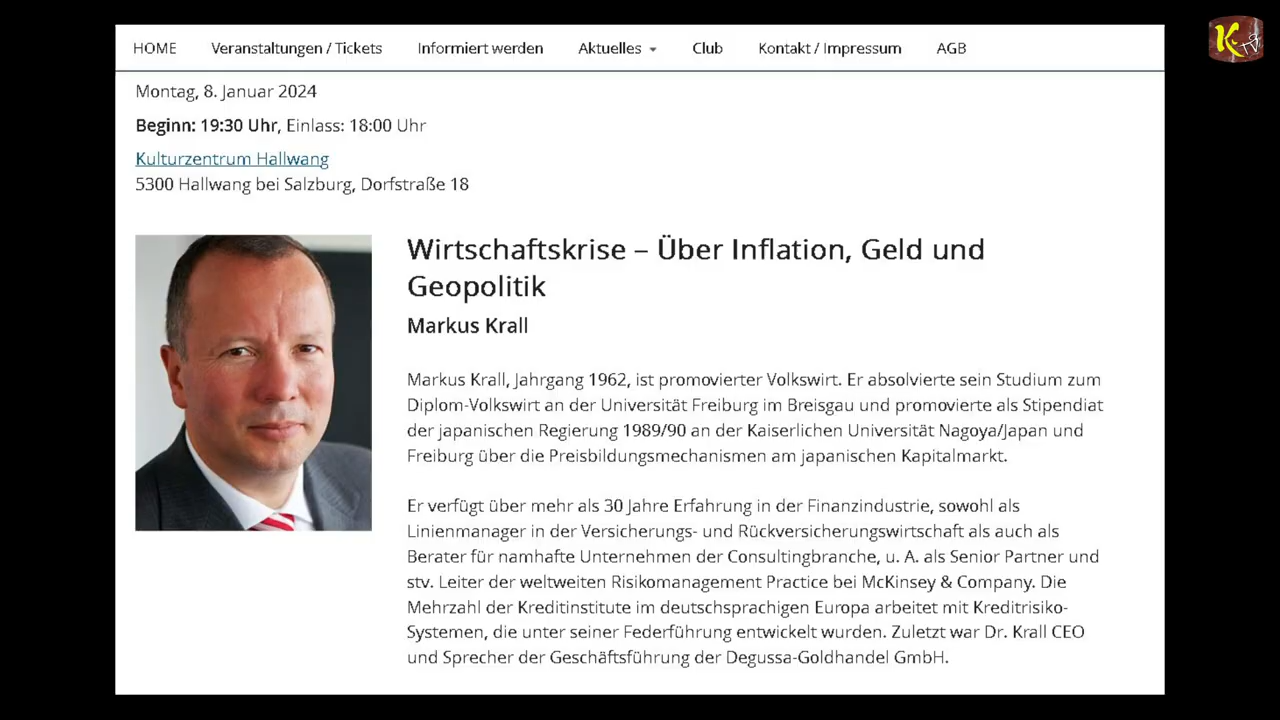 HOME Veranstaltungen / Tickets Informiert werden Aktuelles Club Kontakt / Impressum AGB
Montag, 8. Januar 2024
Beginn: 19:30 Uhr, Einlass: 18:00 Uhr
Kulturzentrum Hallwang
5300 Hallwang bei Salzburg, Dorfstraße 18
Wirtschaftskrise – Über Inflation, Geld und
Geopolitik
Markus Krall
Markus Krall, Jahrgang 1962, ist promovierter Volkswirt. Er absolvierte sein Studium zum
Diplom-Volkswirt an der Universität Freiburg im Breisgau und promovierte als Stipendiat
der japanischen Regierung 1989/90 an der Kaiserlichen Universität Nagoya/Japan und
Freiburg über die Preisbildungsmechanismen am japanischen Kapitalmarkt.
Er verfügt über mehr als 30 Jahre Erfahrung in der Finanzindustrie, sowohl als
Linienmanager in der Versicherungs- und Rückversicherungswirtschaft als auch als
Berater für namhafte Unternehmen der Consultingbranche, u. A. als Senior Partner und
stv. Leiter der weltweiten Risikomanagement Practice bei McKinsey & Company. Die
Mehrzahl der Kreditinstitute im deutschsprachigen Europa arbeitet mit Kreditrisiko-
Systemen, die unter seiner Federführung entwickelt wurden. Zuletzt war Dr. Krall CEO
und Sprecher der Geschäftsführung der Degussa-Goldhandel GmbH.